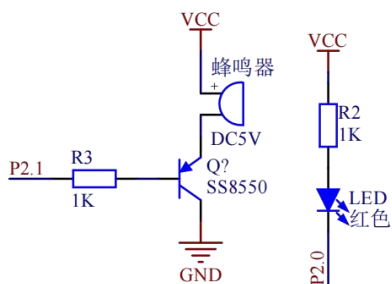 VCC
蜂鸣器
+
DC5V
P2.1
R3
1K
Q?
SS8550
GND
VCC
R2
1K
LED
红色
P2.0